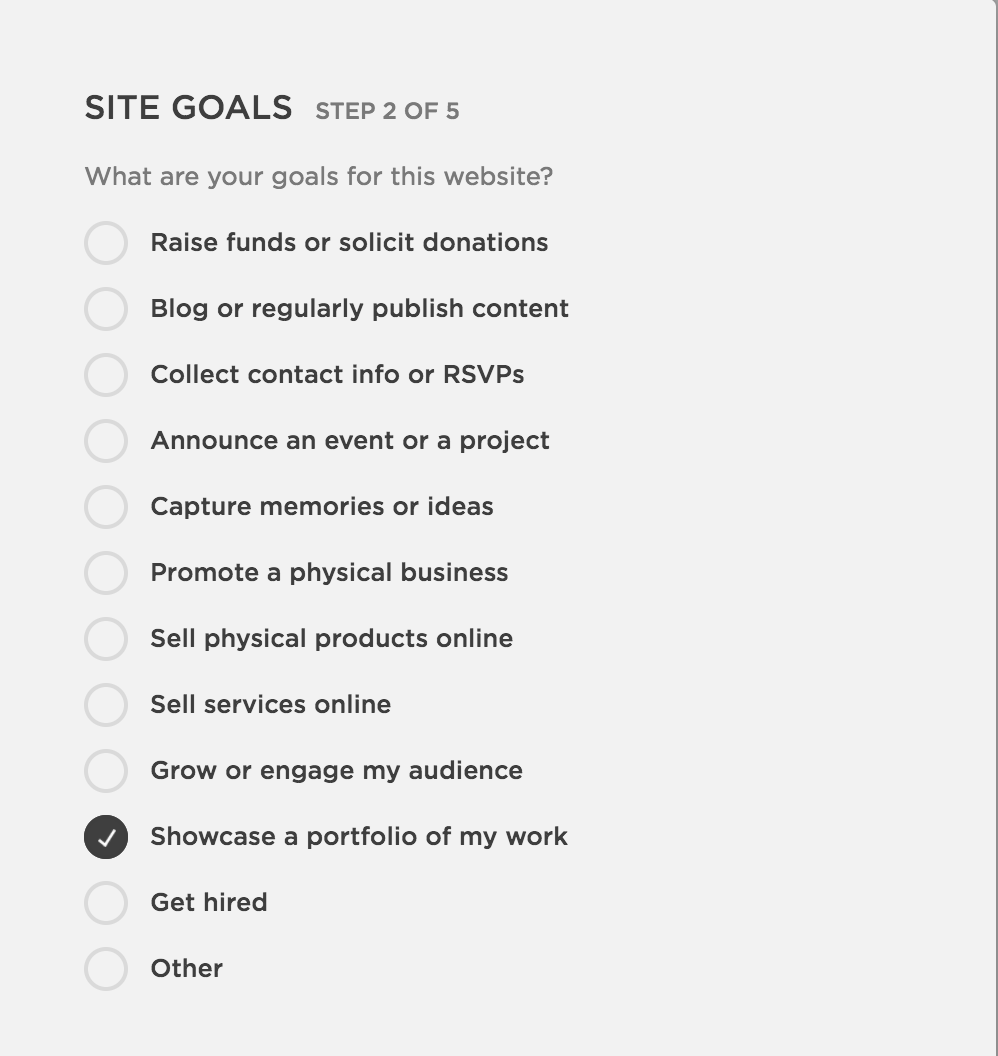 SITE GOALS STEP 2 OF 5
What are your goals for this website?
Raise funds or solicit donations
Blog or regularly publish content
Collect contact info or RSVPs
Announce an event or a project
Capture memories or ideas
Promote a physical business
Sell physical products online
Sell services online
Grow or engage my audience
Showcase a portfolio of my work
Get hired
Other